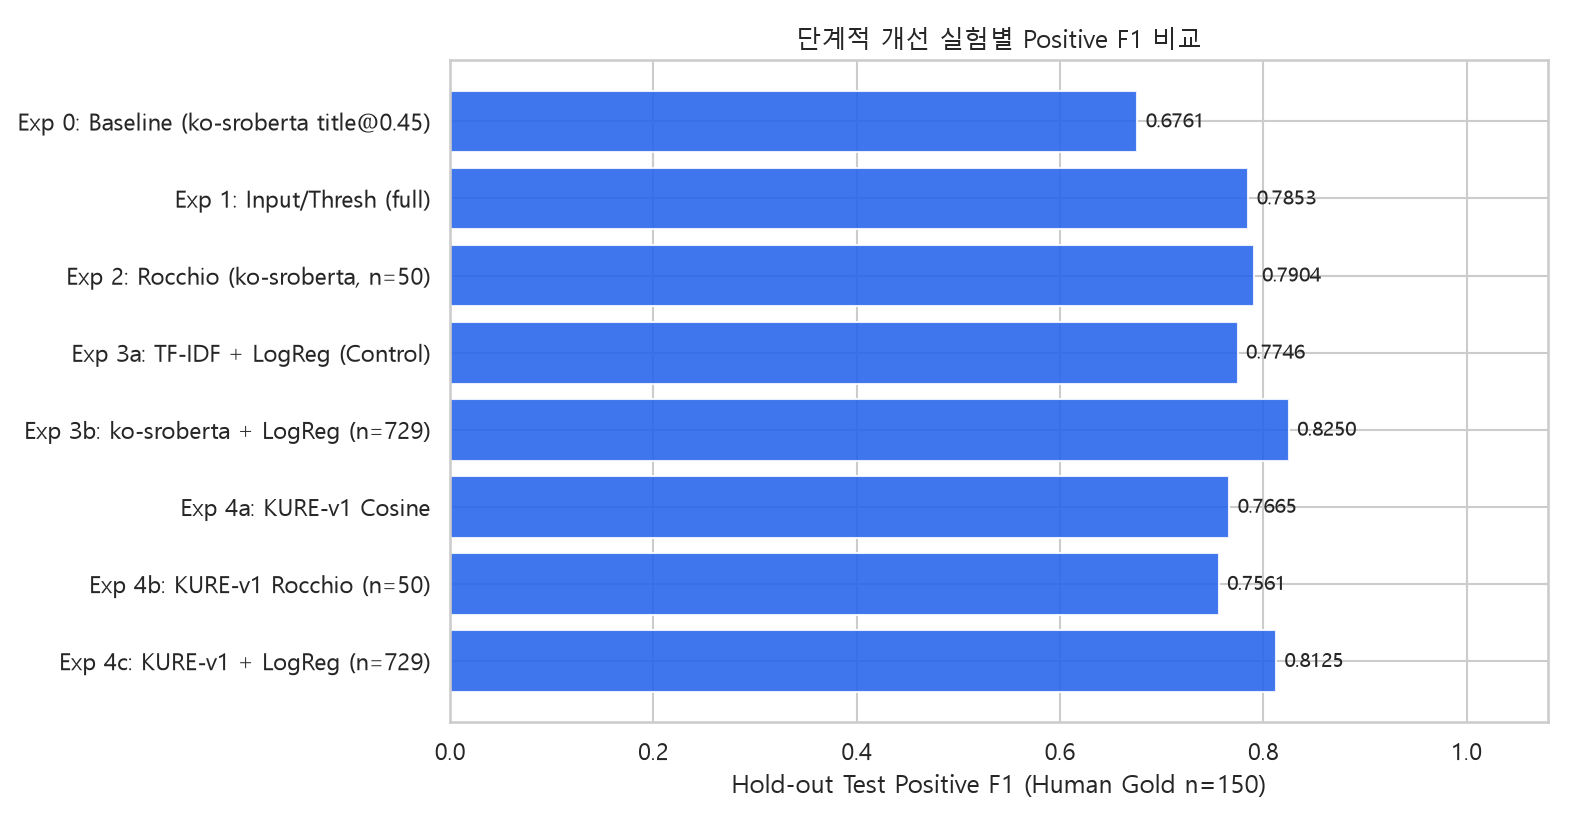 단계적 개선 실험별 Positive F1 비교
Exp 0: Baseline (ko-sroberta title@0.45)
0.6761
Exp 1: Input/Thresh (full)
0.7853
Exp 2: Rocchio (ko-sroberta, n=50)
0.7904
Exp 3a: TF-IDF + LogReg (Control)
0.7746
Exp 3b: ko-sroberta + LogReg (n=729)
0.8250
Exp 4a: KURE-v1 Cosine
0.7665
Exp 4b: KURE-v1 Rocchio (n=50)
0.7561
Exp 4c: KURE-v1 + LogReg (n=729)
0.8125
0.0 0.2 0.4 0.6 0.8 1.0
Hold-out Test Positive F1 (Human Gold n=150)